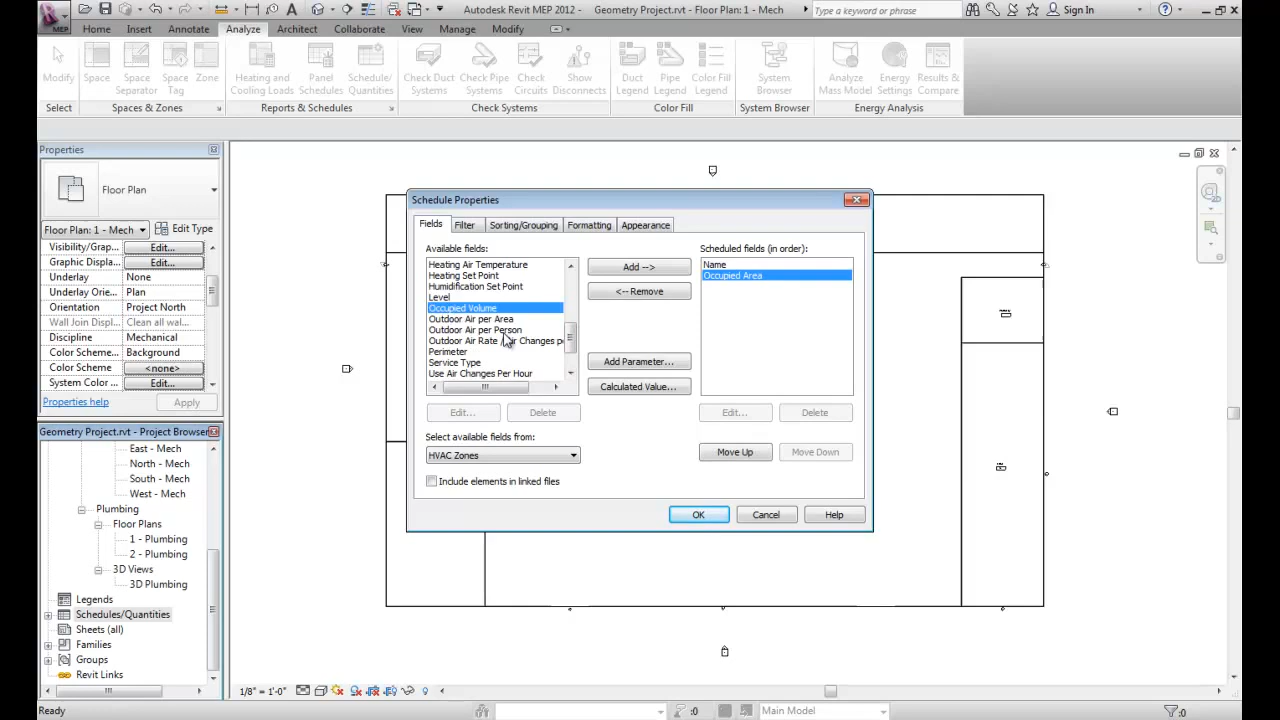 Autodesk Revit MEP 2012 - Geometry Project.rvt - Floor Plan: 1 - Mech
Type a keyword or phrase
Sign In
MEP
Home Insert Annotate Analyze Architect Collaborate View Manage Modify
Modify
Space
Space Separator
Space Tag
Zone
Heating and Cooling Loads
Panel Schedules
Schedule/ Quantities
Check Duct Systems
Check Pipe Systems
Check Circuits
Show Disconnects
Duct Legend
Pipe Legend
Color Fill Legend
System Browser
Analyze Mass Model
Energy Settings
Results & Compare
Select
Spaces & Zones
Reports & Schedules
Check Systems
Color Fill
System Browser
Energy Analysis
Properties
Floor Plan
Floor Plan: 1 - Mech
Edit Type
Visibility/Grap... Edit...
Graphic Displa... Edit...
Underlay None
Underlay Orie... Plan
Orientation Project North
Wall Join Displ... Clean all wal...
Discipline Mechanical
Color Scheme... Background
Color Scheme <none>
System Color ... Edit...
Properties help
Apply
Geometry Project.rvt - Project Browser
East - Mech
North - Mech
South - Mech
West - Mech
Plumbing
Floor Plans
1 - Plumbing
2 - Plumbing
3D Views
3D Plumbing
Legends
Schedules/Quantities
Sheets (all)
Families
Groups
Revit Links
Schedule Properties
Fields Filter Sorting/Grouping Formatting Appearance
Available fields:
Heating Air Temperature
Heating Set Point
Humidification Set Point
Level
Occupied Volume
Outdoor Air per Area
Outdoor Air per Person
Outdoor Air Rate / Air Changes pe
Perimeter
Service Type
Use Air Changes Per Hour
Add -->
<-- Remove
Add Parameter...
Calculated Value...
Scheduled fields (in order):
Name
Occupied Area
Edit...
Delete
Edit...
Delete
Select available fields from:
HVAC Zones
Move Up
Move Down
Include elements in linked files
OK
Cancel
Help
1/8" = 1'-0"
Ready
:0
Main Model
:0